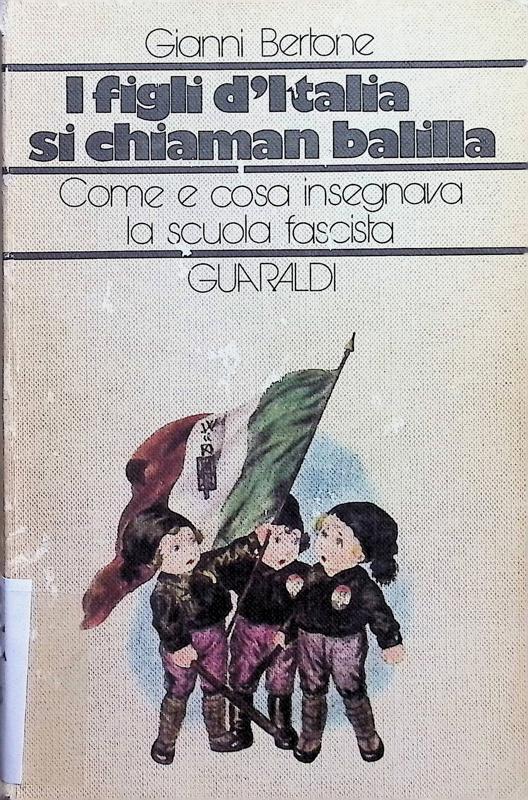 Gianni Bertone
I figli d'Italia
si chiaman balilla
Come e cosa insegnava
la scuola fascista
GUARALDI